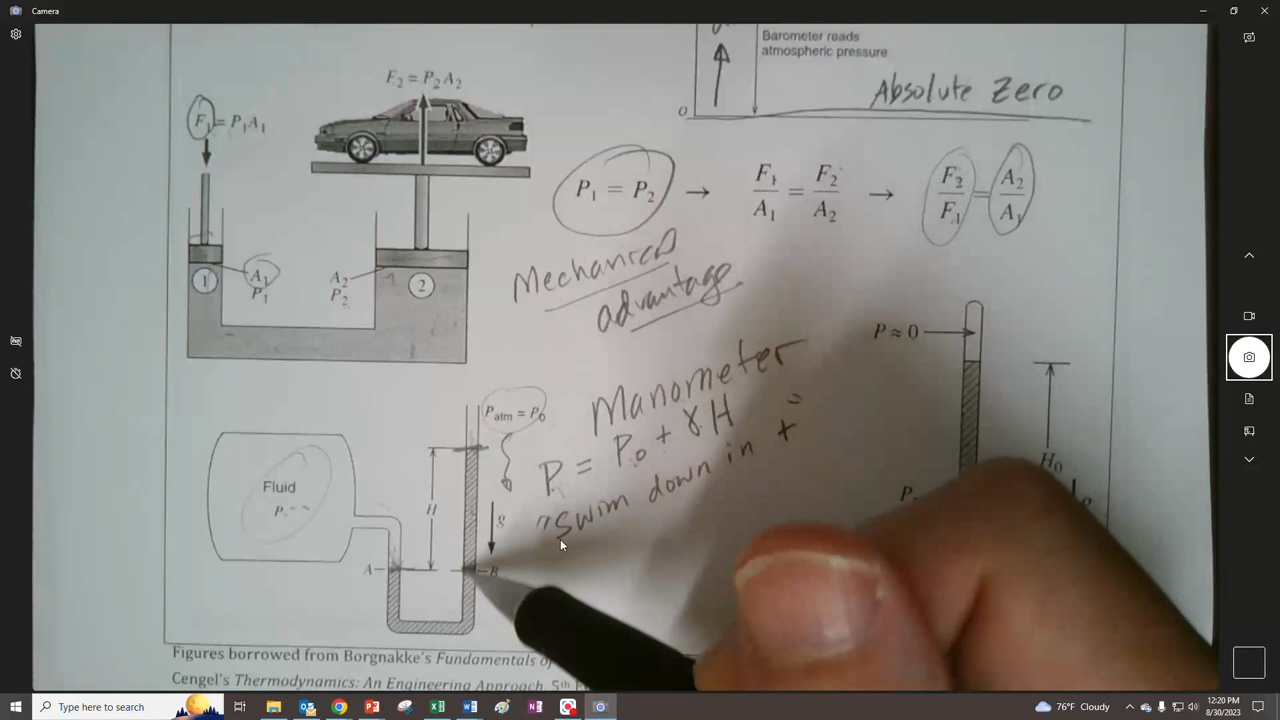 Camera
Barometer reads
atmospheric pressure
Absolute Zero
0
F₂ = P₂ A₂
F₁ = P₁A₁
P₁ = P₂ → F₁/A₁ = F₂/A₂ → F₂/F₁ = A₂/A₁
1
A₁
P₁
A₂
P₂
2
Mechanical
advantage
P ≈ 0
H₀
Manometer
Patm = P₀
P = P₀ + γH
"swim down in +
=
Fluid
P
H
g
A
B
Figures borrowed from Borgnakke's Fundamentals of
Cengel's Thermodynamics: An Engineering Approach, 5th
Type here to search
76°F Cloudy
12:20 PM
8/30/2023